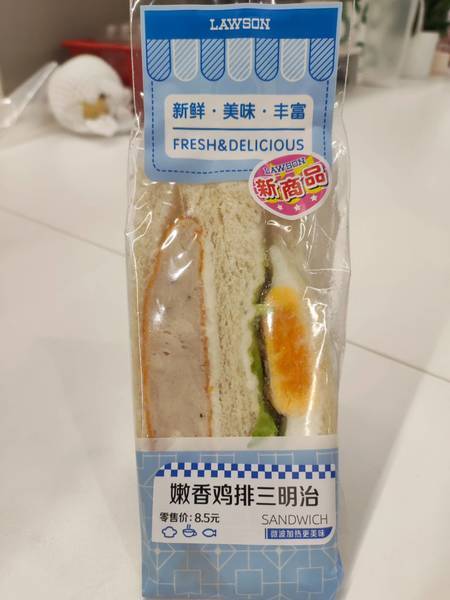 LAWSON
新鲜·美味·丰富
FRESH&DELICIOUS
LAWSON
新商品
嫩香鸡排三明治
零售价:8.5元
SANDWICH
微波加热更美味